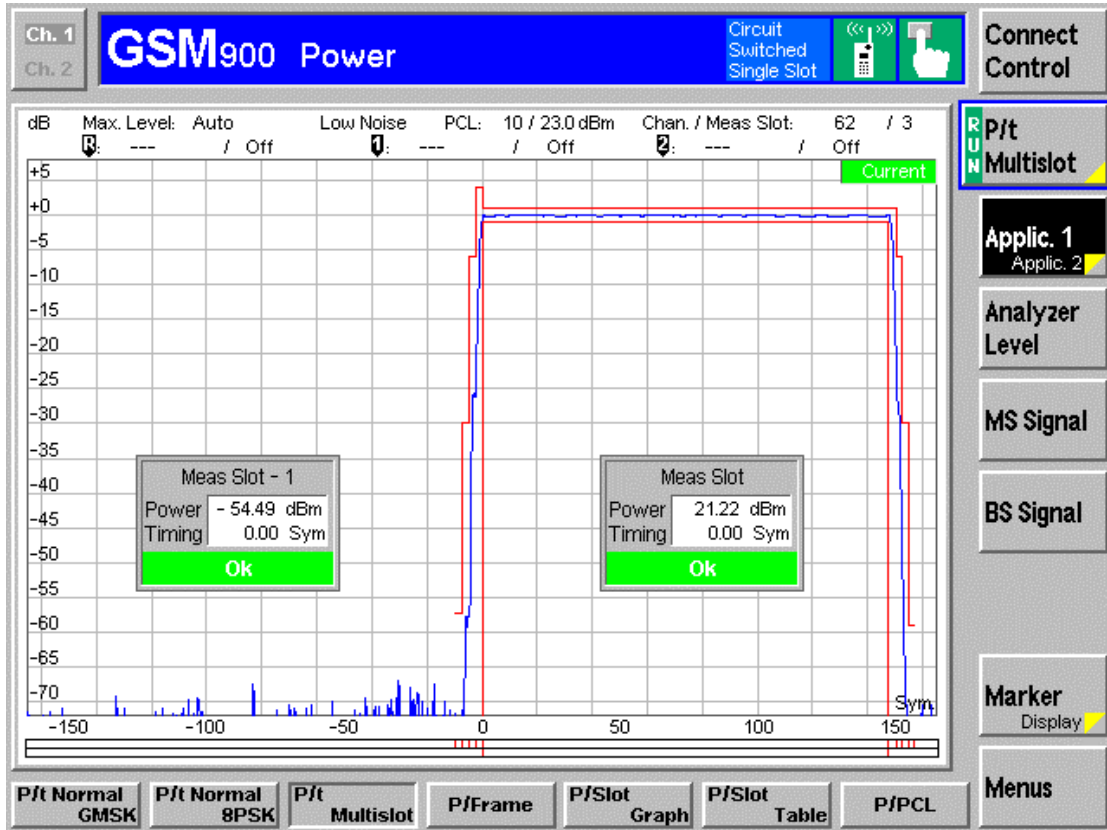 Ch. 1
Ch. 2
GSM900 Power
Circuit
Switched
Single Slot
Connect
Control
dB Max. Level: Auto Low Noise PCL: 10 / 23.0 dBm Chan. / Meas Slot: 62 / 3
R: --- / Off 1: --- / Off 2: --- / Off
RUN
P/t
Multislot
Current
+5
+0
-5
-10
-15
-20
-25
-30
-35
-40
-45
-50
-55
-60
-65
-70
Meas Slot - 1
Power - 54.49 dBm
Timing 0.00 Sym
Ok
Meas Slot
Power 21.22 dBm
Timing 0.00 Sym
Ok
Sym
-150 -100 -50 0 50 100 150
Applic. 1
Applic. 2
Analyzer
Level
MS Signal
BS Signal
Marker
Display
Menus
P/t Normal
GMSK
P/t Normal
8PSK
P/t
Multislot
P/Frame
P/Slot
Graph
P/Slot
Table
P/PCL